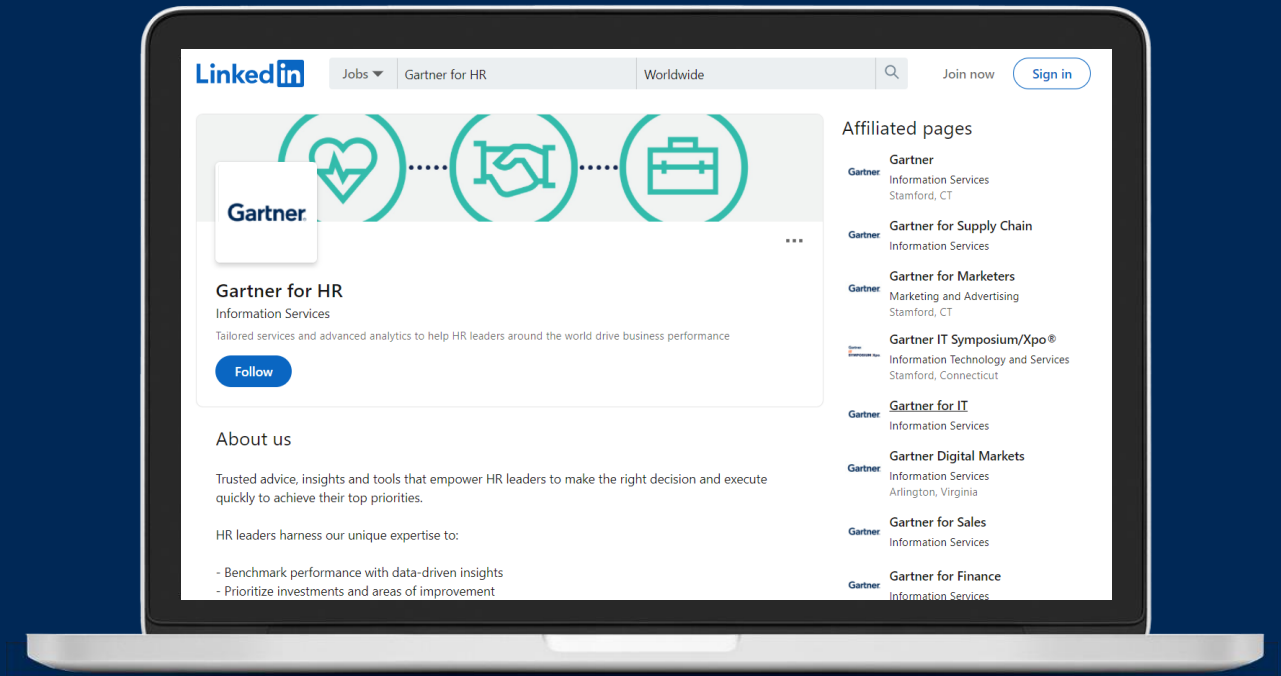 LinkedIn
Jobs
Gartner for HR
Worldwide
Join now
Sign in
Gartner
Gartner for HR
Information Services
Tailored services and advanced analytics to help HR leaders around the world drive business performance
Follow
About us
Trusted advice, insights and tools that empower HR leaders to make the right decision and execute
quickly to achieve their top priorities.
HR leaders harness our unique expertise to:
- Benchmark performance with data-driven insights
- Prioritize investments and areas of improvement
Affiliated pages
Gartner
Gartner
Information Services
Stamford, CT
Gartner
Gartner for Supply Chain
Information Services
Gartner
Gartner for Marketers
Marketing and Advertising
Stamford, CT
Gartner IT Symposium/Xpo®
Information Technology and Services
Stamford, Connecticut
Gartner
Gartner for IT
Information Services
Gartner
Gartner Digital Markets
Information Services
Arlington, Virginia
Gartner
Gartner for Sales
Information Services
Gartner
Gartner for Finance
Information Services